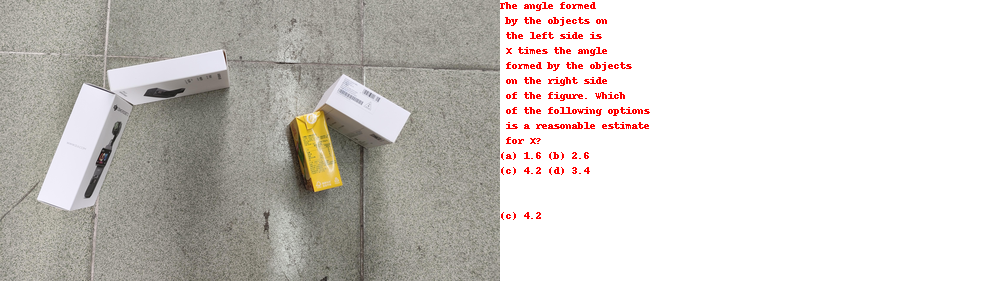 The angle formed
by the objects on
the left side is
X times the angle
formed by the objects
on the right side
of the figure. Which
of the following options
is a reasonable estimate
for X?
(a) 1.6 (b) 2.6
(c) 4.2 (d) 3.4
(c) 4.2